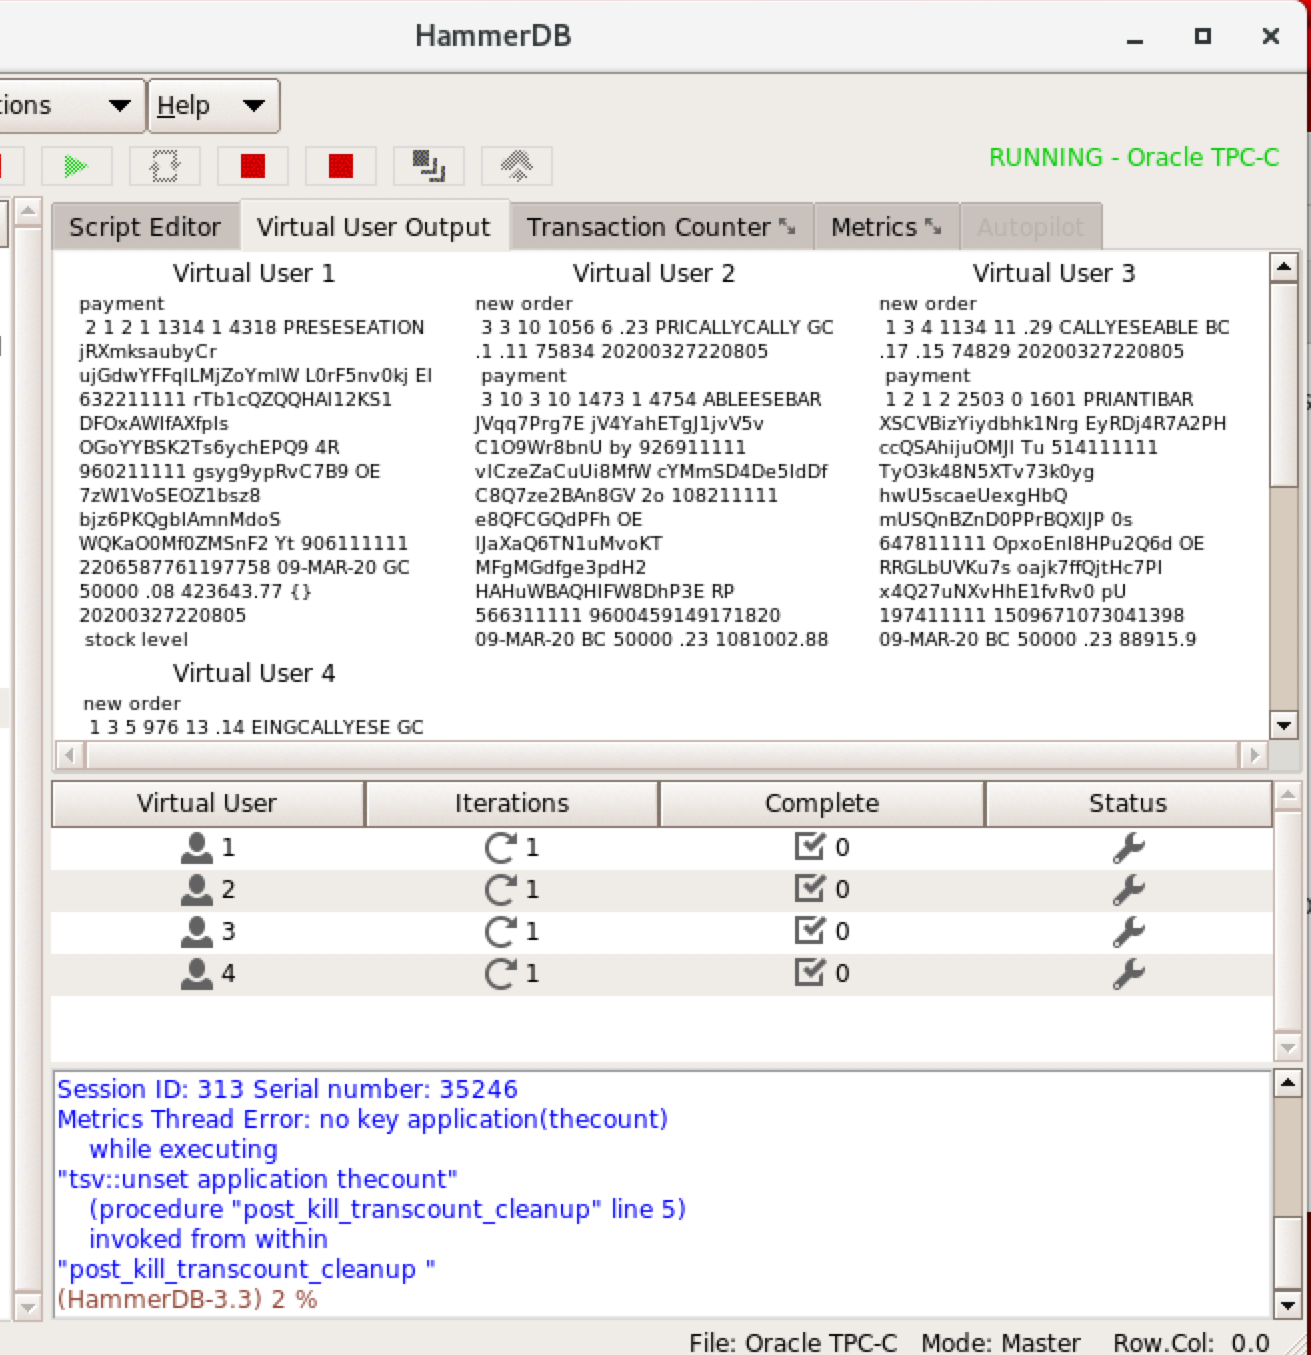 HammerDB
tions Help
RUNNING - Oracle TPC-C
Script Editor Virtual User Output Transaction Counter Metrics Autopilot
Virtual User 1
payment
2 1 2 1 1314 1 4318 PRESESEATION
jRXmksaubyCr
ujGdwYFFqlLMjZoYmlW L0rF5nv0kj El
632211111 rTb1cQZQQHAI12KS1
DFOxAWlfAXfpls
OGoYYBSK2Ts6ychEPQ9 4R
960211111 gsyg9ypRvC7B9 OE
7zW1VoSEOZ1bsz8
bjz6PKQgblAmnMdoS
WQKaO0Mf0ZMSnF2 Yt 906111111
2206587761197758 09-MAR-20 GC
50000 .08 423643.77 {}
20200327220805
stock level
Virtual User 2
new order
3 3 10 1056 6 .23 PRICALLYCALLY GC
.1 .11 75834 20200327220805
payment
3 10 3 10 1473 1 4754 ABLEESEBAR
JVqq7Prg7E jV4YahETgJ1jvV5v
C1O9Wr8bnU by 926911111
vlCzeZaCuUi8MfW cYMmSD4De5ldDf
C8Q7ze2BAn8GV 2o 108211111
e8QFCGQdPFh OE
IJaXaQ6TN1uMvoKT
MFgMGdfge3pdH2
HAHuWBAQHIFW8DhP3E RP
566311111 9600459149171820
09-MAR-20 BC 50000 .23 1081002.88
Virtual User 3
new order
1 3 4 1134 11 .29 CALLYESEABLE BC
.17 .15 74829 20200327220805
payment
1 2 1 2 2503 0 1601 PRIANTIBAR
XSCVBizYiydbhk1Nrg EyRDj4R7A2PH
ccQSAhijuOMJl Tu 514111111
TyO3k48N5XTv73k0yg
hwU5scaeUexgHbQ
mUSQnBZnD0PPrBQXlJP 0s
647811111 OpxoEnl8HPu2Q6d OE
RRGLbUVKu7s oajk7ffQjtHc7Pl
x4Q27uNXvHhE1fvRv0 pU
197411111 1509671073041398
09-MAR-20 BC 50000 .23 88915.9
Virtual User 4
new order
1 3 5 976 13 .14 EINGCALLYESE GC
Virtual User Iterations Complete Status
1 1 0
2 1 0
3 1 0
4 1 0
Session ID: 313 Serial number: 35246
Metrics Thread Error: no key application(thecount)
while executing
"tsv::unset application thecount"
(procedure "post_kill_transcount_cleanup" line 5)
invoked from within
"post_kill_transcount_cleanup "
(HammerDB-3.3) 2 %
File: Oracle TPC-C Mode: Master Row.Col: 0.0